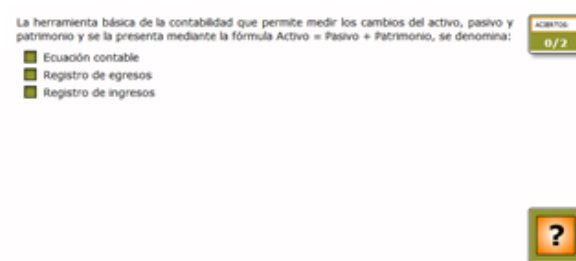 La herramienta básica de la contabilidad que permite medir los cambios del activo, pasivo y
patrimonio y se la presenta mediante la fórmula Activo = Pasivo + Patrimonio, se denomina:
Ecuación contable
Registro de egresos
Registro de ingresos
ACIERTOS:
0/2
?